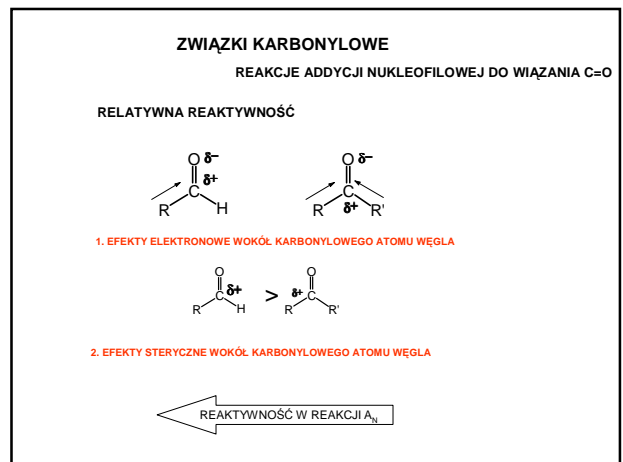 ZWIĄZKI KARBONYLOWE
REAKCJE ADDYCJI NUKLEOFILOWEJ DO WIĄZANIA C=O
RELATYWNA REAKTYWNOŚĆ
O δ− O δ−
δ+
C C
R H R δ+ R'
1. EFEKTY ELEKTRONOWE WOKÓŁ KARBONYLOWEGO ATOMU WĘGLA
O O
C δ+ > δ+ C
R H R R'
2. EFEKTY STERYCZNE WOKÓŁ KARBONYLOWEGO ATOMU WĘGLA
REAKTYWNOŚĆ W REAKCJI A_N